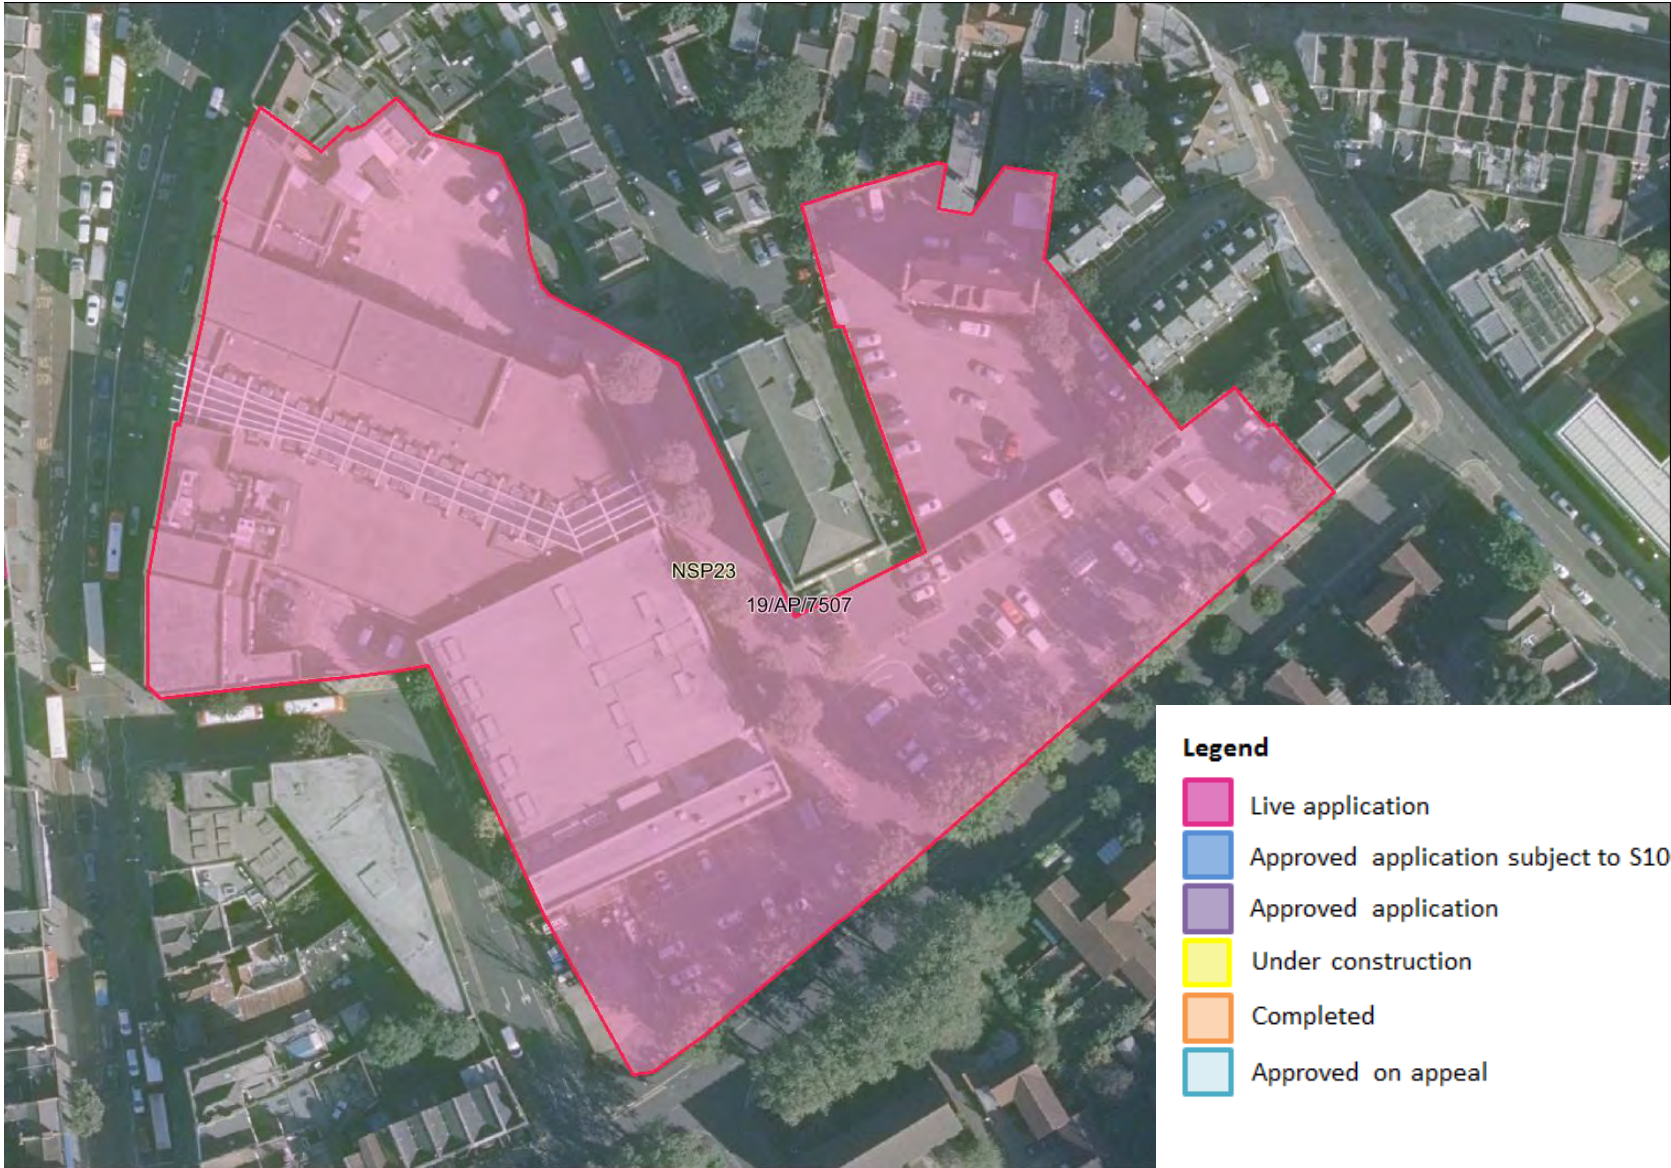 NSP23
19/AP/7507
Legend
Live application
Approved application subject to S10
Approved application
Under construction
Completed
Approved on appeal